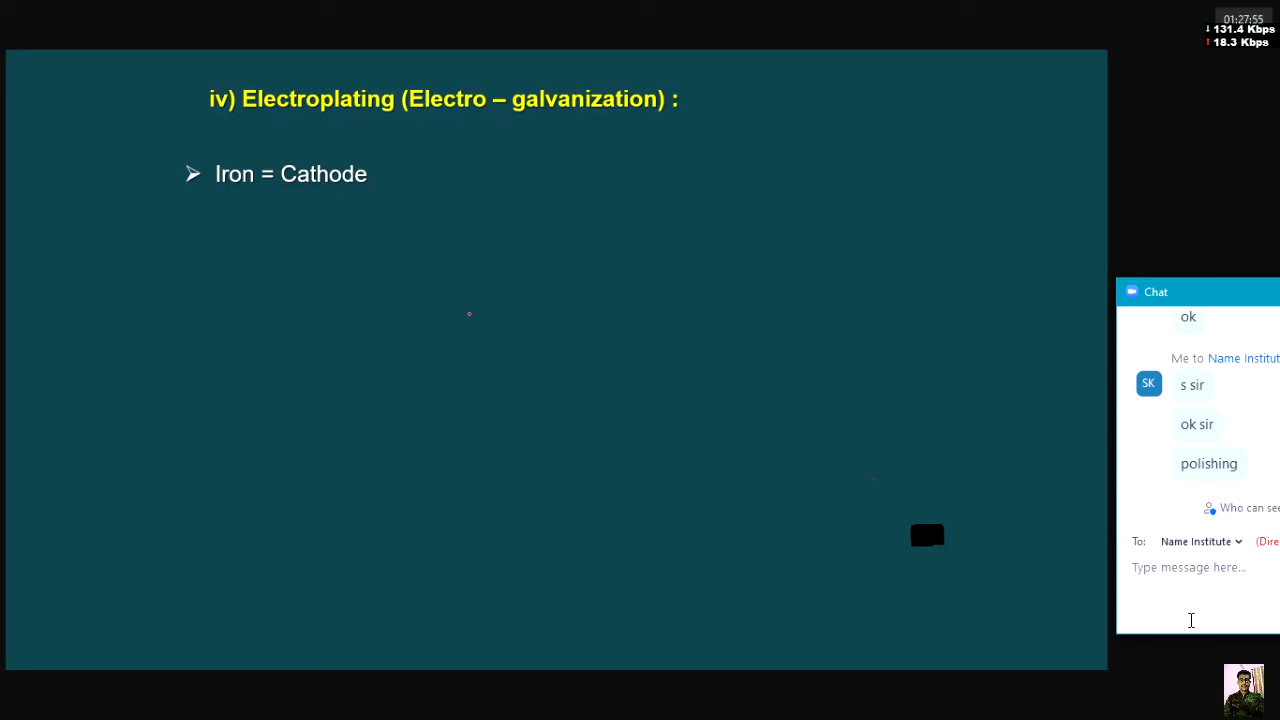 01:27:55
↓ 131.4 Kbps
↑ 18.3 Kbps
iv) Electroplating (Electro – galvanization) :
➢ Iron = Cathode
Chat
ok
Me to Name Institut
SK
s sir
ok sir
polishing
Who can see
To: Name Institute (Dire
Type message here...